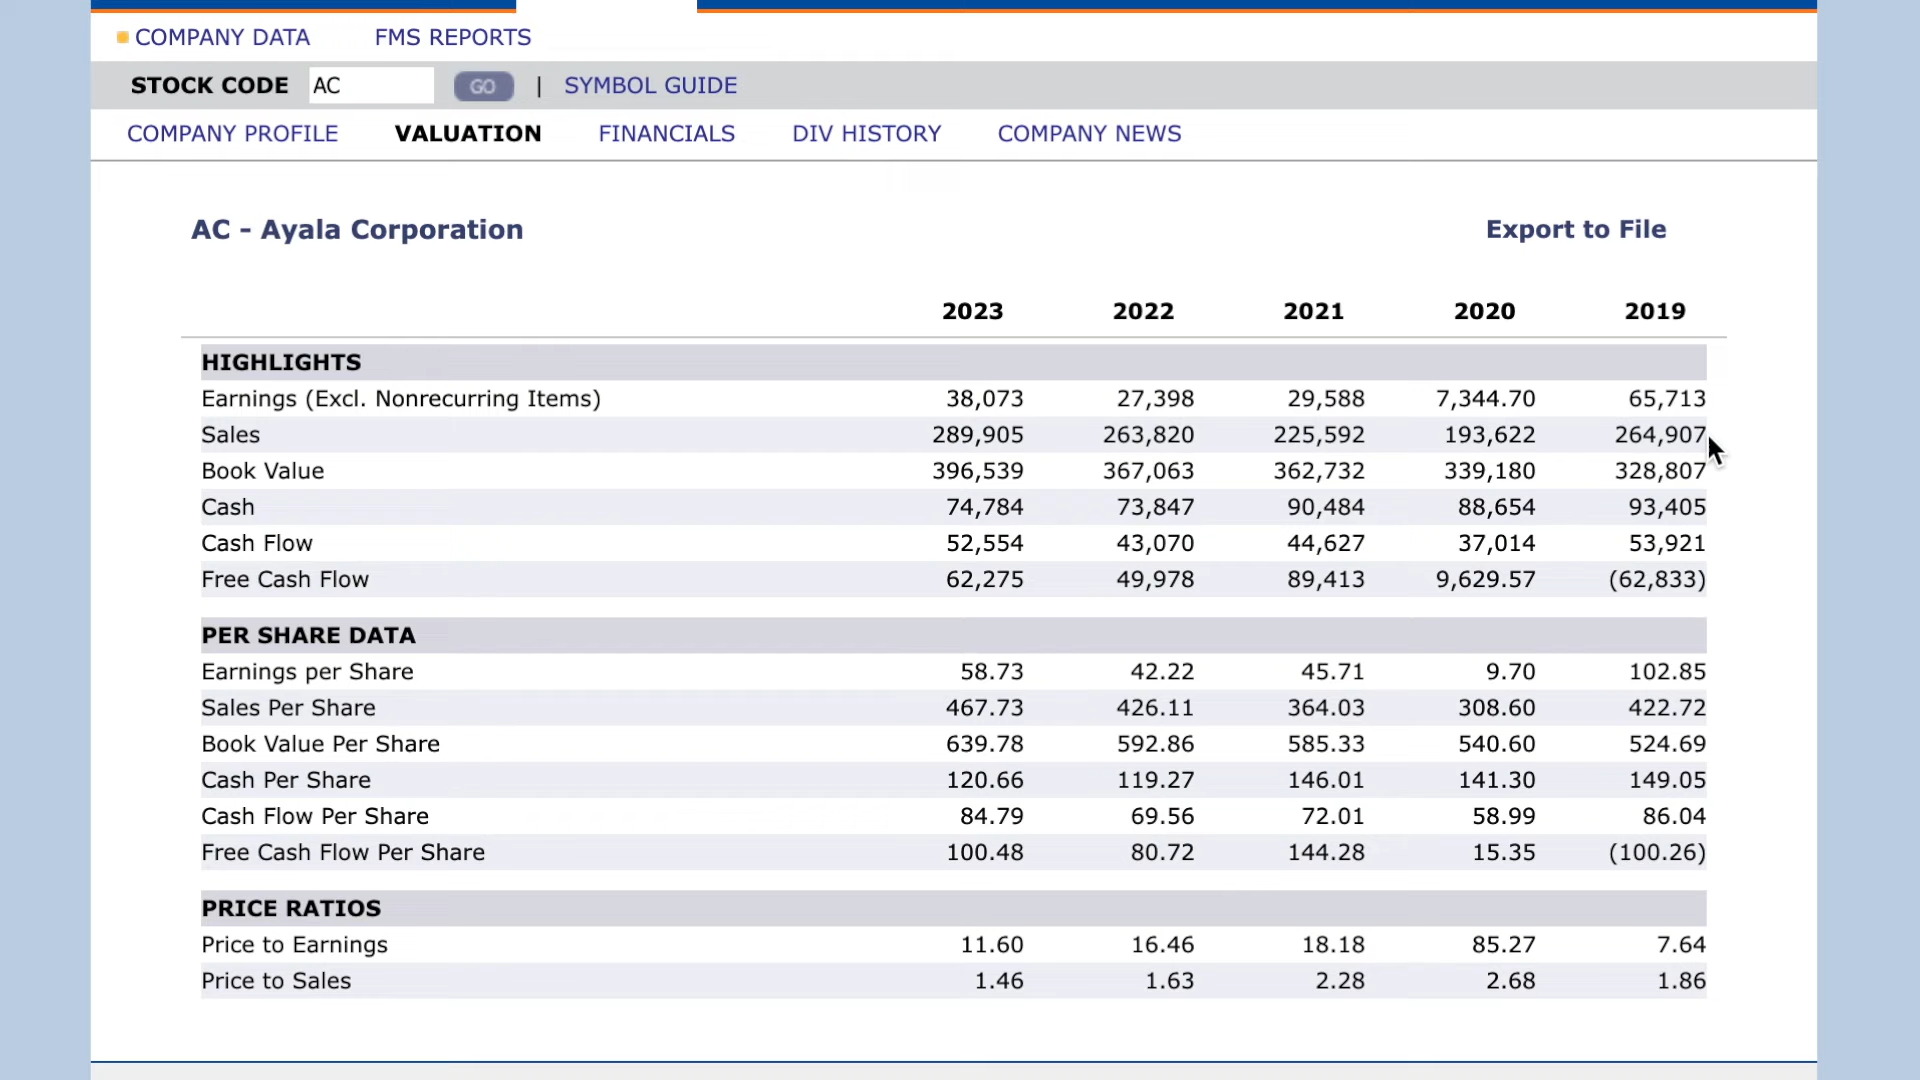 COMPANY DATA FMS REPORTS
STOCK CODE AC GO | SYMBOL GUIDE
COMPANY PROFILE VALUATION FINANCIALS DIV HISTORY COMPANY NEWS
AC - Ayala Corporation Export to File
2023 2022 2021 2020 2019
HIGHLIGHTS
Earnings (Excl. Nonrecurring Items) 38,073 27,398 29,588 7,344.70 65,713
Sales 289,905 263,820 225,592 193,622 264,907
Book Value 396,539 367,063 362,732 339,180 328,807
Cash 74,784 73,847 90,484 88,654 93,405
Cash Flow 52,554 43,070 44,627 37,014 53,921
Free Cash Flow 62,275 49,978 89,413 9,629.57 (62,833)
PER SHARE DATA
Earnings per Share 58.73 42.22 45.71 9.70 102.85
Sales Per Share 467.73 426.11 364.03 308.60 422.72
Book Value Per Share 639.78 592.86 585.33 540.60 524.69
Cash Per Share 120.66 119.27 146.01 141.30 149.05
Cash Flow Per Share 84.79 69.56 72.01 58.99 86.04
Free Cash Flow Per Share 100.48 80.72 144.28 15.35 (100.26)
PRICE RATIOS
Price to Earnings 11.60 16.46 18.18 85.27 7.64
Price to Sales 1.46 1.63 2.28 2.68 1.86